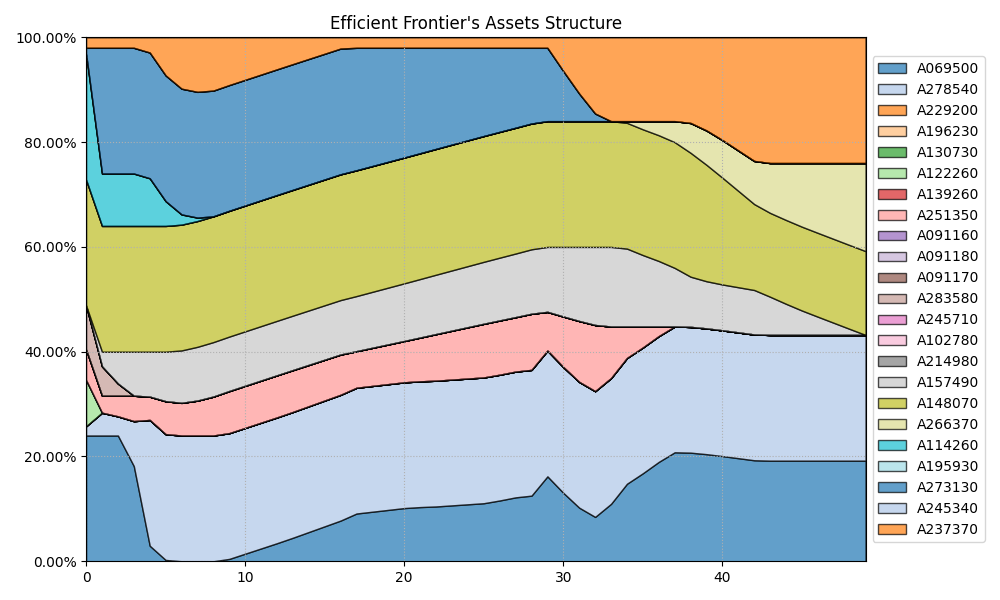 Efficient Frontier's Assets Structure
100.00%
80.00%
60.00%
40.00%
20.00%
0.00%
0
10
20
30
40
A069500
A278540
A229200
A196230
A130730
A122260
A139260
A251350
A091160
A091180
A091170
A283580
A245710
A102780
A214980
A157490
A148070
A266370
A114260
A195930
A273130
A245340
A237370